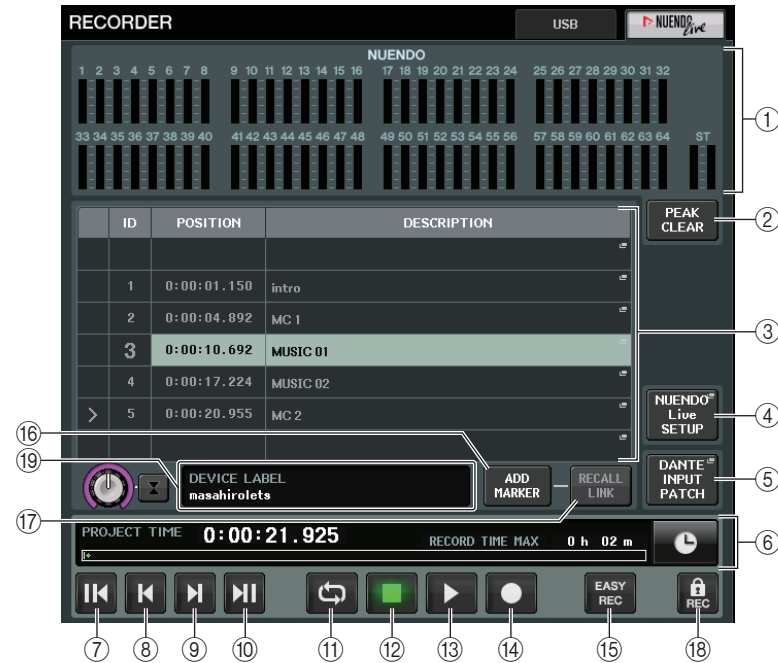 RECORDER USB NUENDO live
NUENDO
1 2 3 4 5 6 7 8 9 10 11 12 13 14 15 16 17 18 19 20 21 22 23 24 25 26 27 28 29 30 31 32
①
33 34 35 36 37 38 39 40 41 42 43 44 45 46 47 48 49 50 51 52 53 54 55 56 57 58 59 60 61 62 63 64 ST
ID POSITION DESCRIPTION
PEAK
CLEAR
②
1 0:00:01.150 intro
2 0:00:04.892 MC 1
③
3 0:00:10.692 MUSIC 01
4 0:00:17.224 MUSIC 02
> 5 0:00:20.955 MC 2
NUENDO
Live
SETUP
④
⑯
⑲
DEVICE LABEL
masahirolets
ADD
MARKER
RECALL
LINK
DANTE
INPUT
PATCH
⑤
⑰
PROJECT TIME 0:00:21.925 RECORD TIME MAX 0 h 02 m
⑥
EASY
REC
REC
⑦ ⑧ ⑨ ⑩ ⑪ ⑫ ⑬ ⑭ ⑮ ⑱